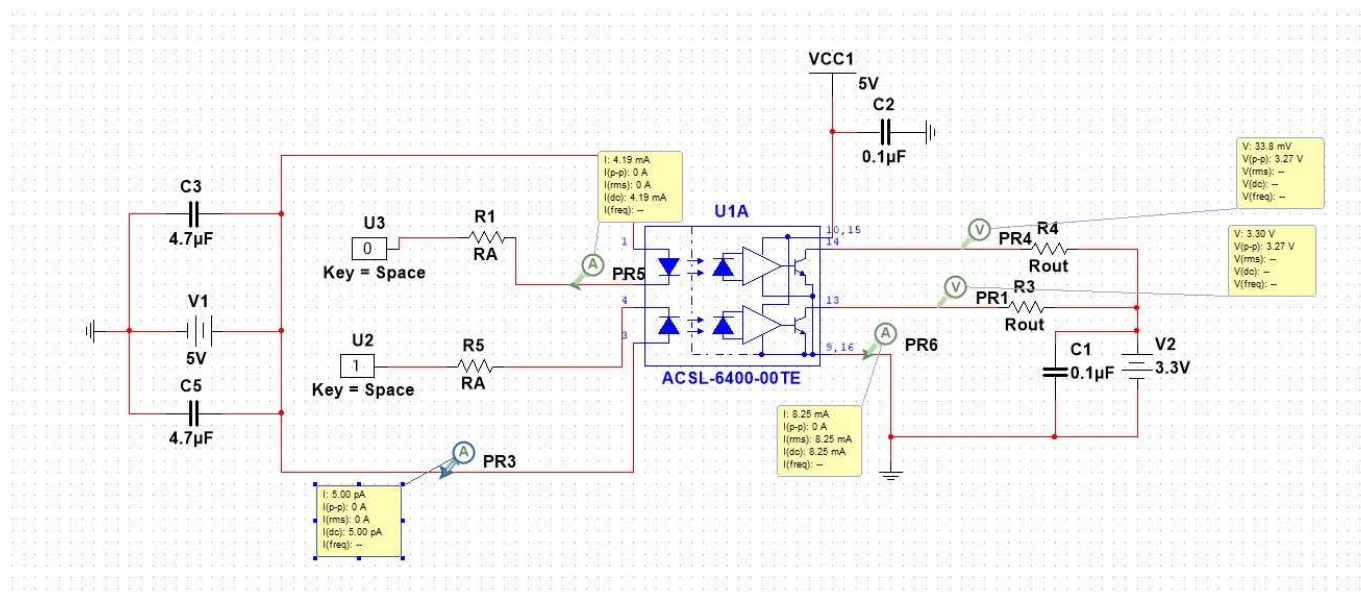 VCC1
5V
C2
0.1µF
C3
4.7µF
U3
0
Key = Space
R1
RA
I: 4.19 mA
I(p-p): 0 A
I(rms): 0 A
I(dc): 4.19 mA
I(freq): --
A
PR5
U1A
1
4
3
10,15
14
13
9,16
ACSL-6400-00TE
V
PR4
R4
Rout
V: 33.8 mV
V(p-p): 3.27 V
V(rms): --
V(dc): --
V(freq): --
V
PR1
R3
Rout
V: 3.30 V
V(p-p): 3.27 V
V(rms): --
V(dc): --
V(freq): --
V1
5V
U2
1
Key = Space
R5
RA
A
PR6
C1
0.1µF
V2
3.3V
C5
4.7µF
I: 8.25 mA
I(p-p): 0 A
I(rms): 8.25 mA
I(dc): 8.25 mA
I(freq): --
A
PR3
I: 5.00 pA
I(p-p): 0 A
I(rms): 0 A
I(dc): 5.00 pA
I(freq): --